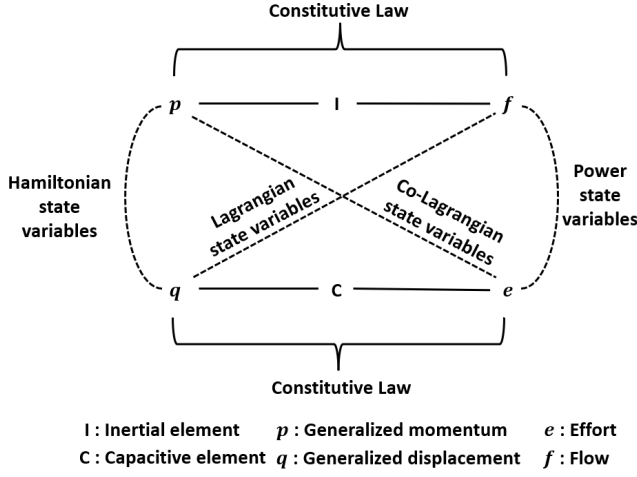 Constitutive Law
p I f
Hamiltonian
state
variables
Lagrangian
state variables
Co-Lagrangian
state variables
Power
state
variables
q C e
Constitutive Law
I : Inertial element p : Generalized momentum e : Effort
C : Capacitive element q : Generalized displacement f : Flow